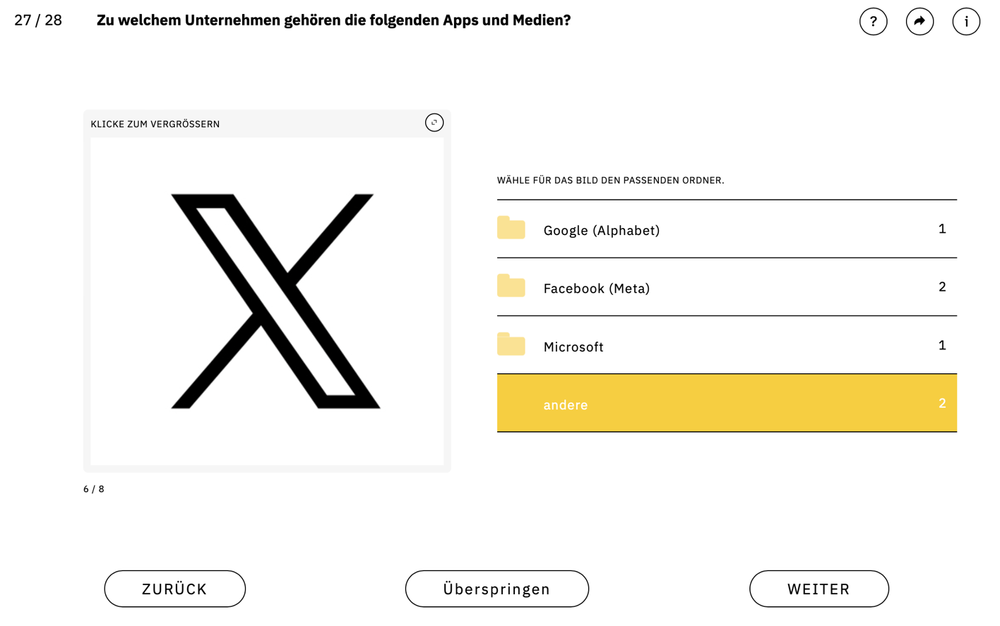 27 / 28
Zu welchem Unternehmen gehören die folgenden Apps und Medien?
?
i
KLICKE ZUM VERGRÖSSERN
X
WÄHLE FÜR DAS BILD DEN PASSENDEN ORDNER.
Google (Alphabet) 1
Facebook (Meta) 2
Microsoft 1
andere 2
6 / 8
ZURÜCK
Überspringen
WEITER